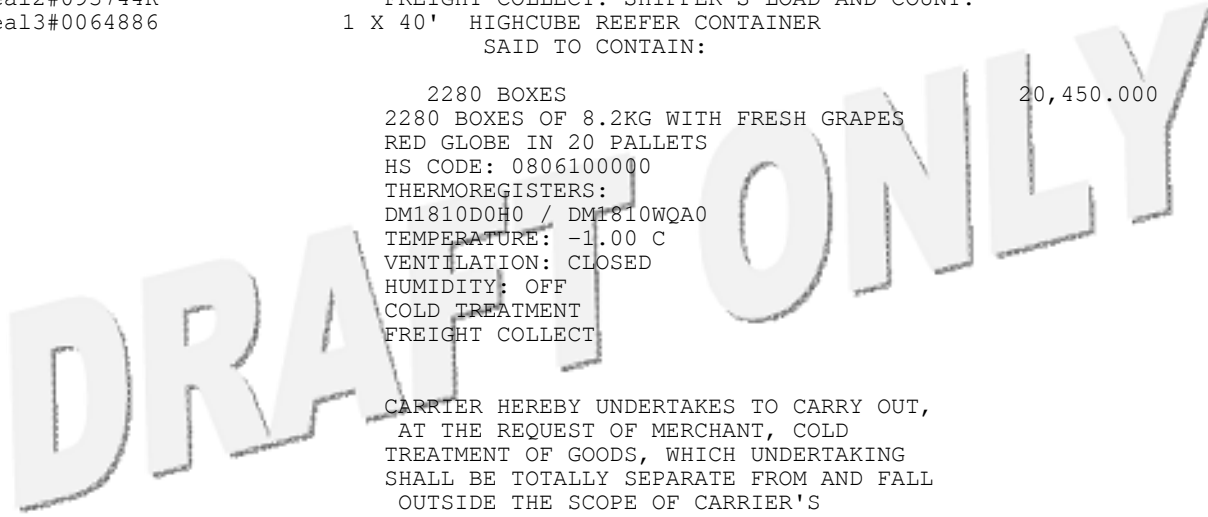 FREIGHT COLLECT. SHIPPER'S LOAD AND COUNT.
eal3#0064886 1 X 40' HIGHCUBE REEFER CONTAINER
SAID TO CONTAIN:
2280 BOXES 20,450.000
2280 BOXES OF 8.2KG WITH FRESH GRAPES
RED GLOBE IN 20 PALLETS
HS CODE: 0806100000
THERMOREGISTERS:
DM1810D0H0 / DM1810WQA0
TEMPERATURE: -1.00 C
VENTILATION: CLOSED
HUMIDITY: OFF
COLD TREATMENT
FREIGHT COLLECT
CARRIER HEREBY UNDERTAKES TO CARRY OUT,
AT THE REQUEST OF MERCHANT, COLD
TREATMENT OF GOODS, WHICH UNDERTAKING
SHALL BE TOTALLY SEPARATE FROM AND FALL
OUTSIDE THE SCOPE OF CARRIER'S
DRAFT ONLY